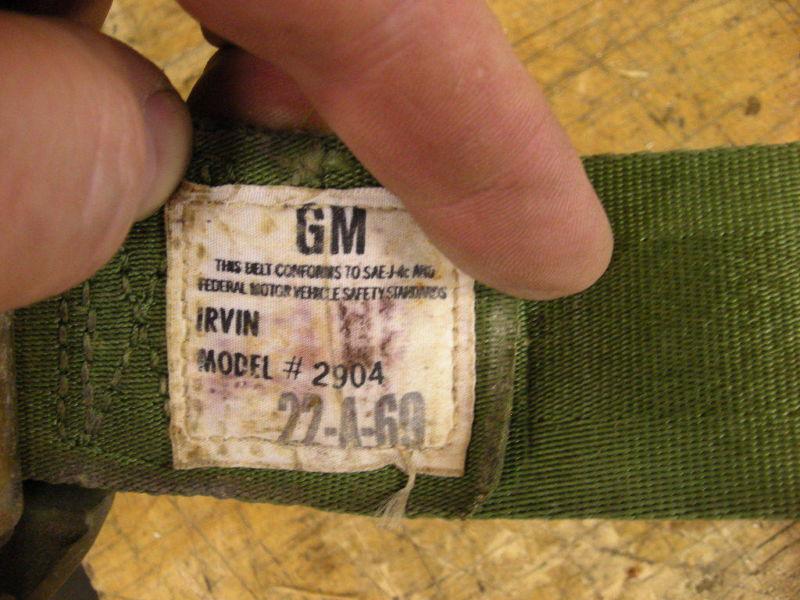 GM
THIS BELT CONFORMS TO SAE-J-4c AND
FEDERAL MOTOR VEHICLE SAFETY STANDARDS
IRVIN
MODEL # 2904
22-A-69